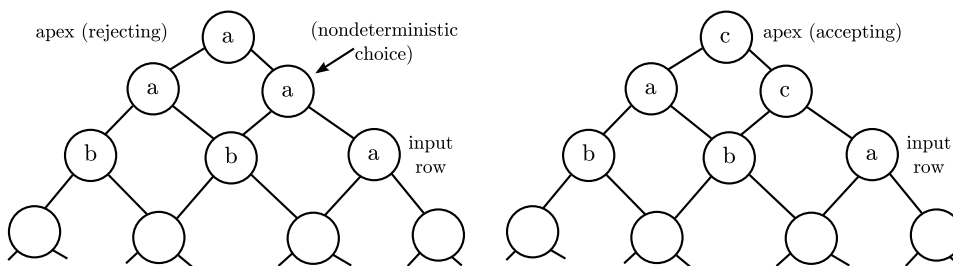 apex (rejecting)
a
(nondeterministic
choice)
a
a
b
b
a
input
row
c
apex (accepting)
a
c
b
b
a
input
row